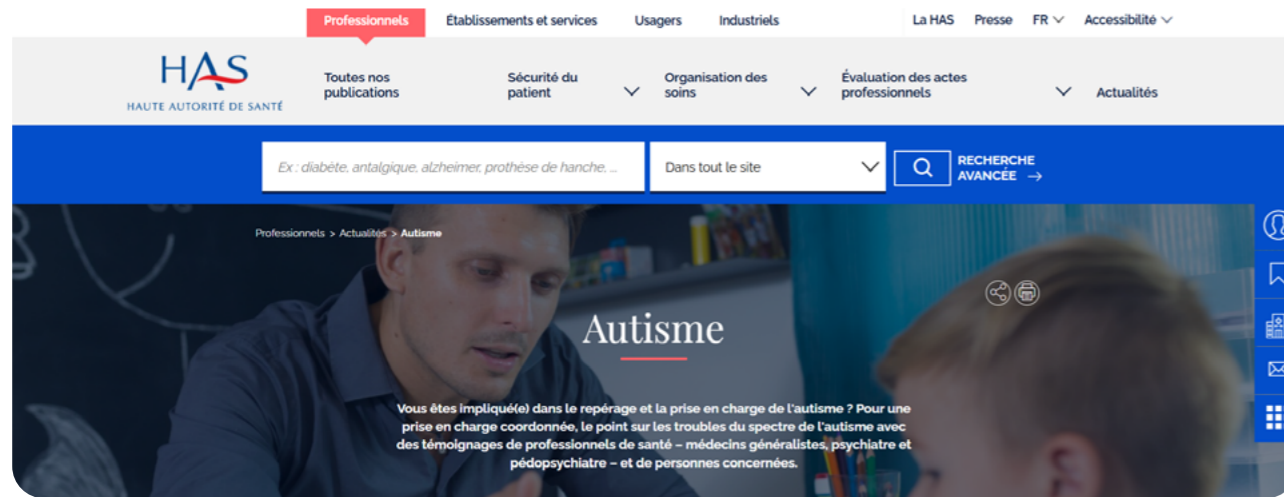 Professionnels
Établissements et services
Usagers
Industriels
La HAS
Presse
FR
Accessibilité
HAS
HAUTE AUTORITÉ DE SANTÉ
Toutes nos
publications
Sécurité du
patient
Organisation des
soins
Évaluation des actes
professionnels
Actualités
Ex : diabète, antalgique, alzheimer, prothèse de hanche, ...
Dans tout le site
RECHERCHE
AVANCÉE →
Professionnels > Actualités > Autisme
Autisme
Vous êtes impliqué(e) dans le repérage et la prise en charge de l'autisme ? Pour une
prise en charge coordonnée, le point sur les troubles du spectre de l'autisme avec
des témoignages de professionnels de santé – médecins généralistes, psychiatre et
pédopsychiatre – et de personnes concernées.